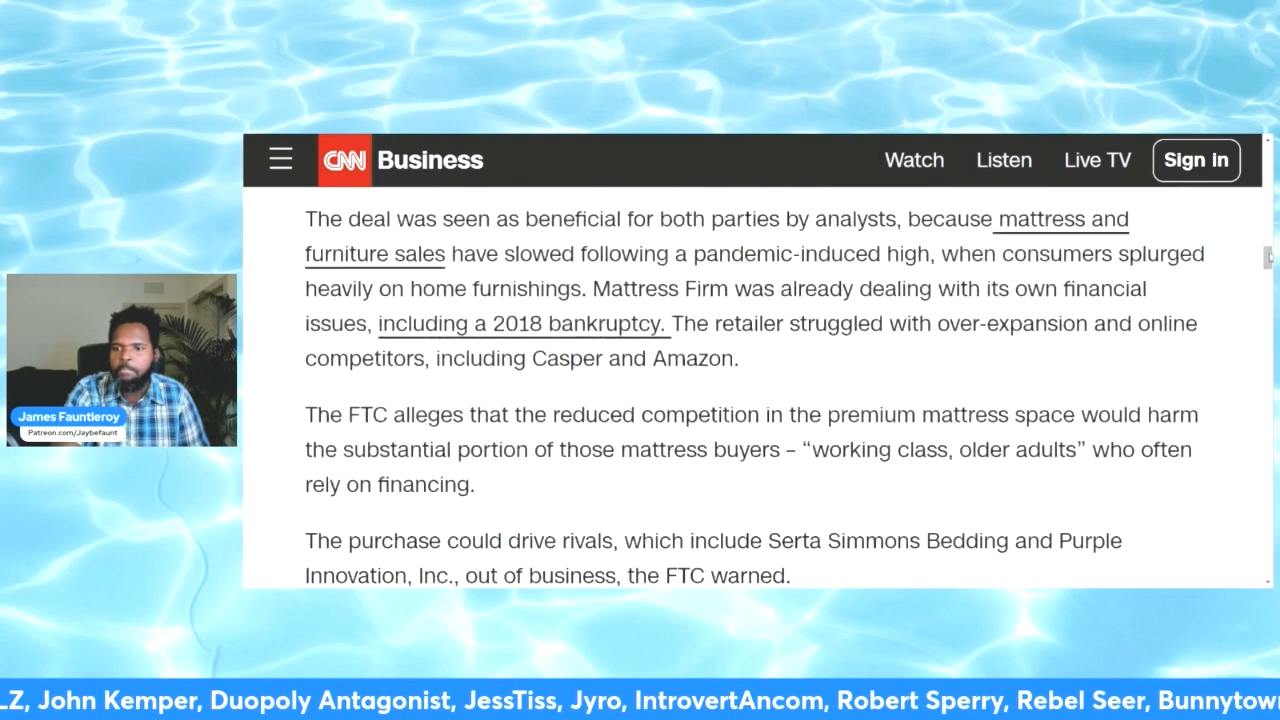 CNN Business Watch Listen Live TV Sign in
The deal was seen as beneficial for both parties by analysts, because mattress and
furniture sales have slowed following a pandemic-induced high, when consumers splurged
heavily on home furnishings. Mattress Firm was already dealing with its own financial
issues, including a 2018 bankruptcy. The retailer struggled with over-expansion and online
competitors, including Casper and Amazon.
The FTC alleges that the reduced competition in the premium mattress space would harm
the substantial portion of those mattress buyers – “working class, older adults” who often
rely on financing.
The purchase could drive rivals, which include Serta Simmons Bedding and Purple
Innovation, Inc., out of business, the FTC warned.
James Fauntleroy
Patreon.com/Jaybefaunt
LZ, John Kemper, Duopoly Antagonist, JessTiss, Jyro, IntrovertAncom, Robert Sperry, Rebel Seer, Bunnytow